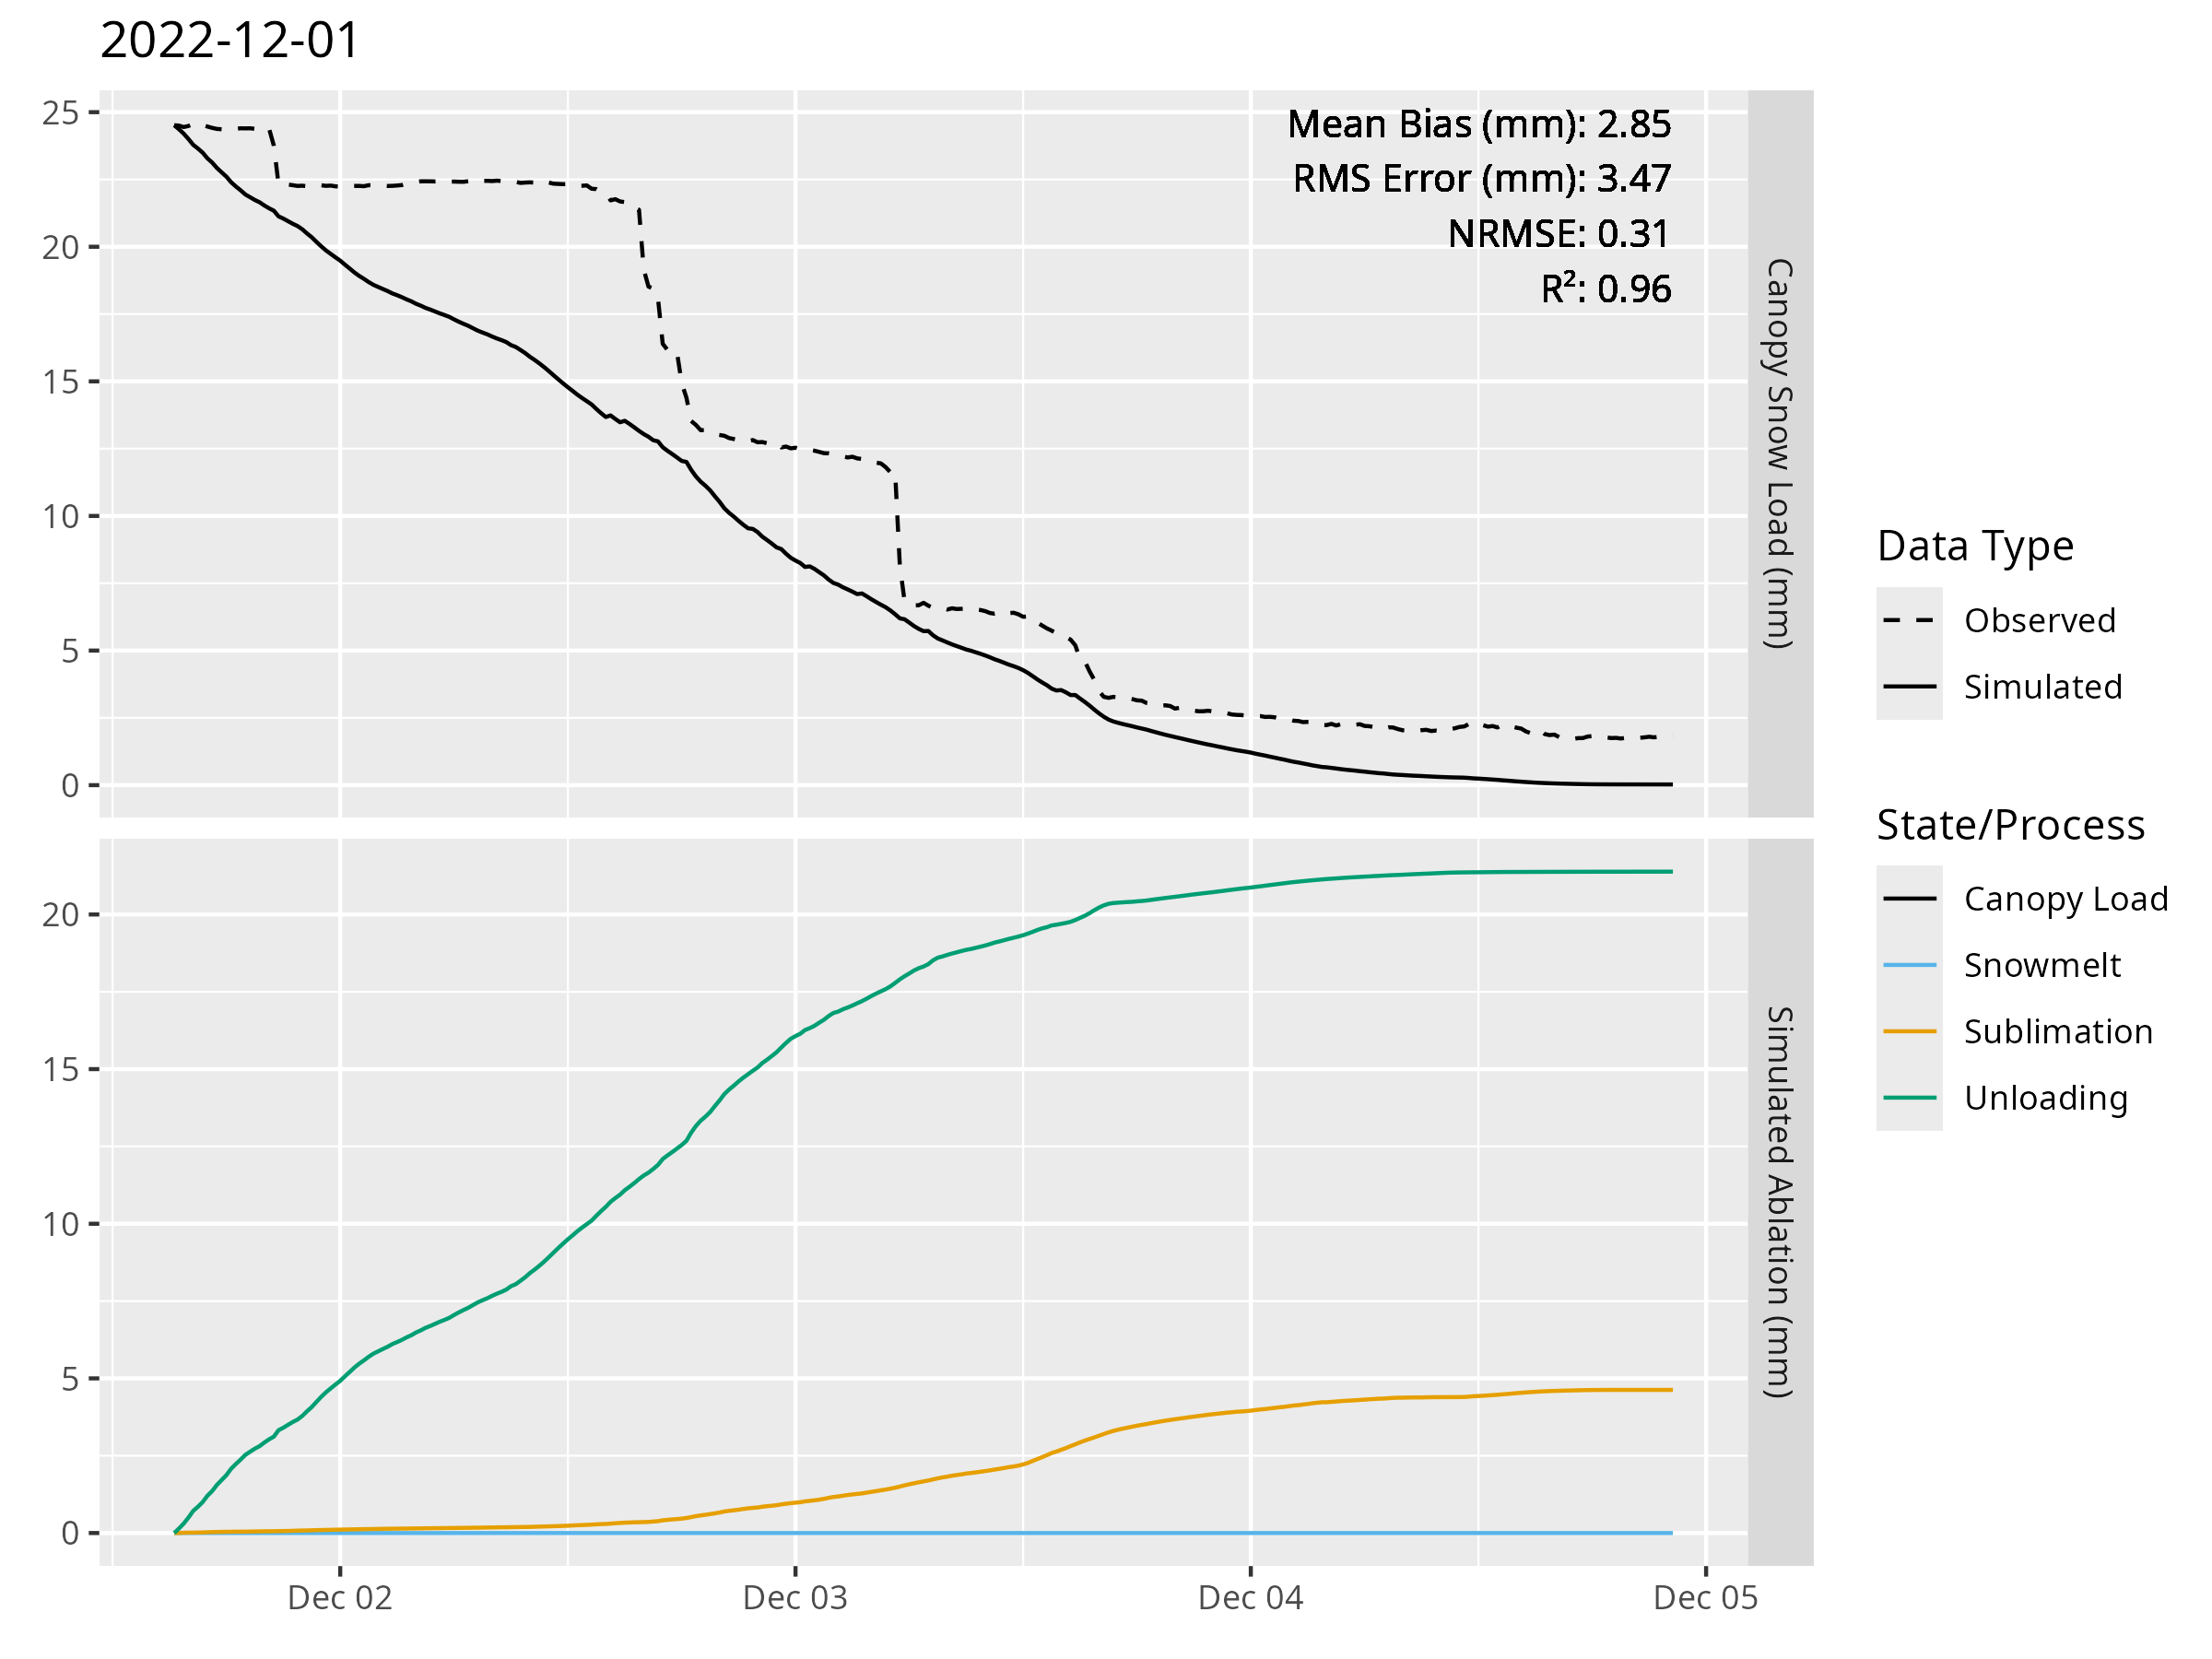 2022-12-01
25
20
15
10
5
0
Mean Bias (mm): 2.85
RMS Error (mm): 3.47
NRMSE: 0.31
R²: 0.96
Canopy Snow Load (mm)
20
15
10
5
0
Simulated Ablation (mm)
Dec 02
Dec 03
Dec 04
Dec 05
Data Type
Observed
Simulated
State/Process
Canopy Load
Snowmelt
Sublimation
Unloading